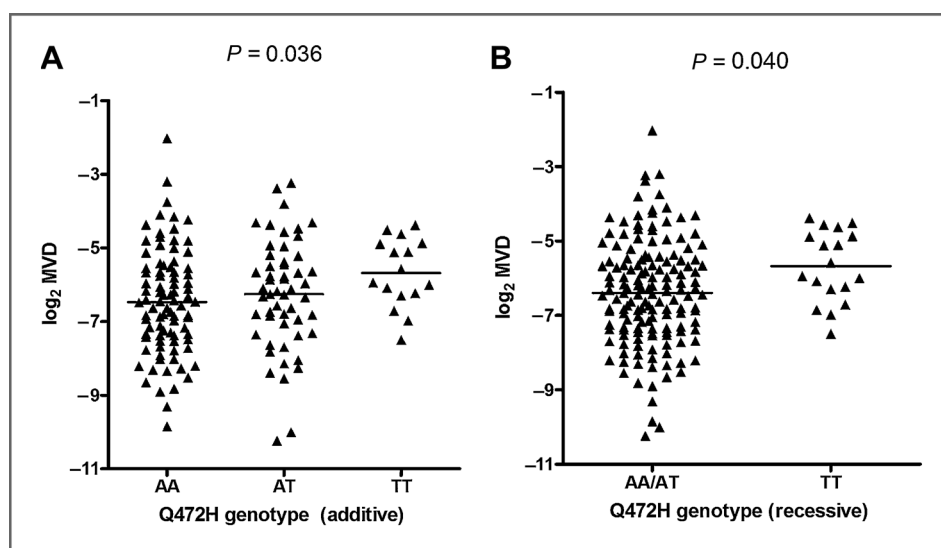 A
P = 0.036
log2 MVD
–1
–3
–5
–7
–9
–11
AA AT TT
Q472H genotype (additive)
B
P = 0.040
log2 MVD
–1
–3
–5
–7
–9
–11
AA/AT TT
Q472H genotype (recessive)